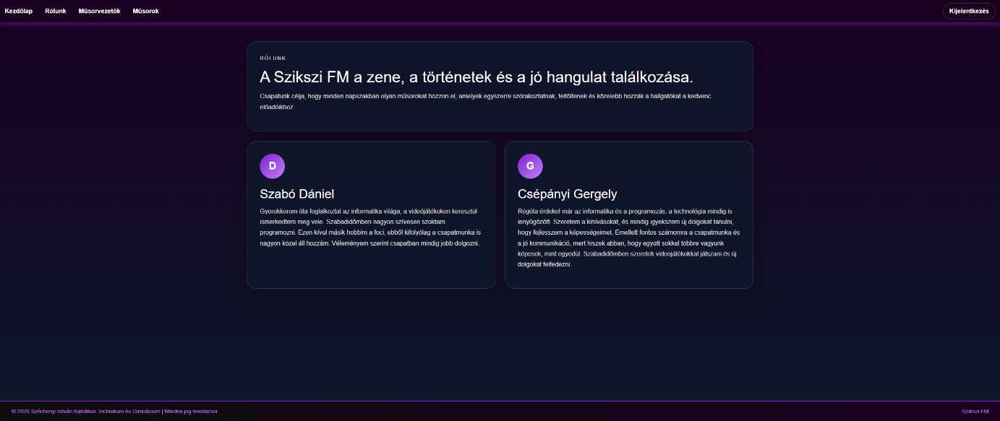 Kezdőlap Rólunk Műsorvezetők Műsorok Kijelentkezés
RÓLUNK
A Szikszi FM a zene, a történetek és a jó hangulat találkozása.
Csapatunk célja, hogy minden napszakban olyan műsorokat hozzon el, amelyek egyszerre szórakoztatnak, feltöltenek és közelebb hozzák a hallgatókat a kedvenc
előadóikhoz.
D
Szabó Dániel
Gyerekkorom óta foglalkoztat az informatika világa, a videójátékokon keresztül
ismerkedtem meg vele. Szabadidőmben nagyon szívesen szoktam
programozni. Ezen kívul másik hobbim a foci, ebből kifolyólag a csapatmunka is
nagyon közel áll hozzám. Véleményem szerint csapatban mindig jobb dolgozni.
G
Csépányi Gergely
Régóta érdekel már az informatika és a programozás, a technológia mindig is
lenyűgözött. Szeretem a kihívásokat, és mindig igyekszem új dolgokat tanulni,
hogy fejlesszem a képességeimet. Emellett fontos számomra a csapatmunka és
a jó kommunikáció, mert hiszek abban, hogy együtt sokkal többre vagyunk
képesek, mint egyedül. Szabadidőmben szeretek videojátékokkal játszani és új
dolgokat felfedezni.
© 2026 Széchenyi István Katolikus Technikum és Gimnázium | Minden jog fenntartva Szikszi FM